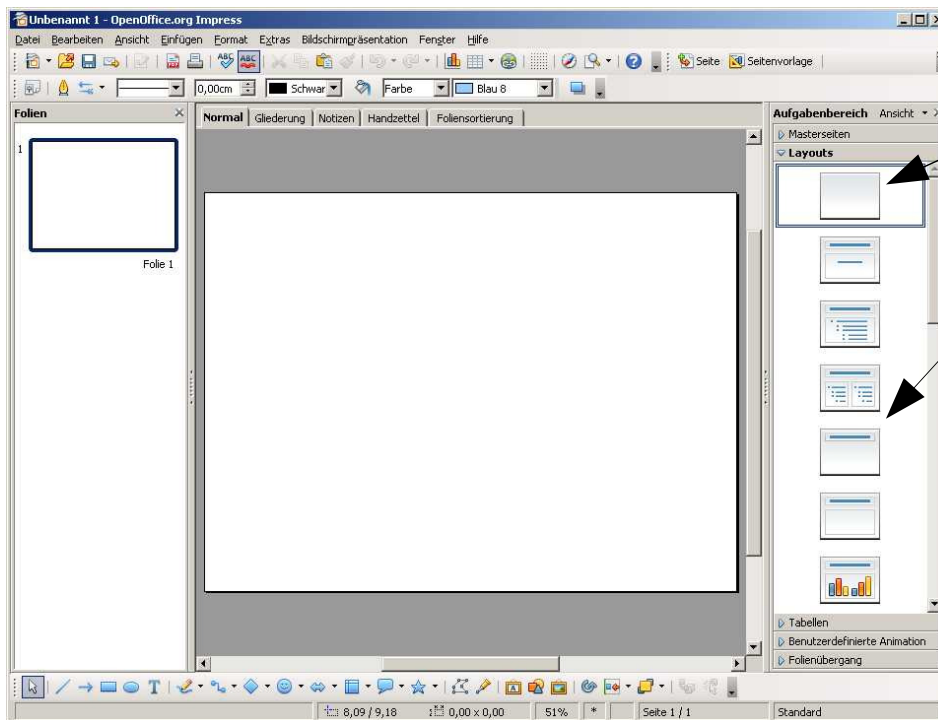 Unbenannt 1 - OpenOffice.org Impress
Datei Bearbeiten Ansicht Einfügen Format Extras Bildschirmpräsentation Fenster Hilfe
ABC ABC Seite Seitenvorlage
0,00cm Schwar Farbe Blau 8
Folien
Normal Gliederung Notizen Handzettel Foliensortierung
Aufgabenbereich Ansicht
Masterseiten
Layouts
1
Folie 1
Tabellen
Benutzerdefinierte Animation
Folienübergang
T
8,09 / 9,18 0,00 x 0,00 51% * Seite 1 / 1 Standard